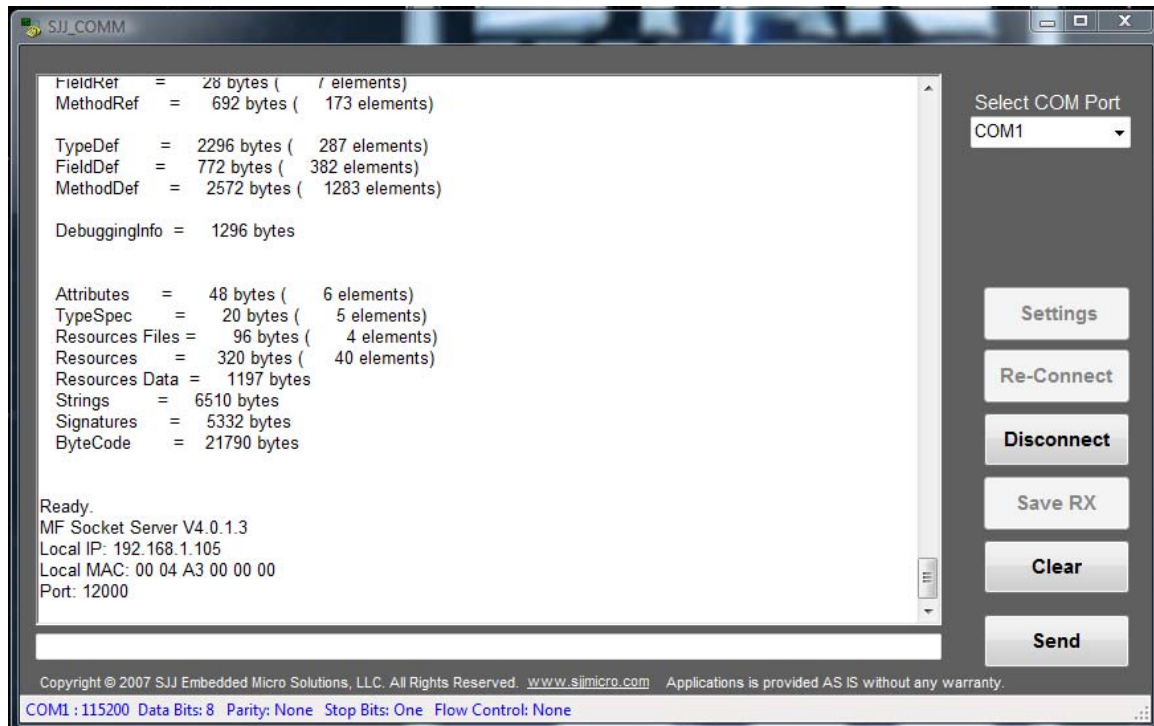 SJJ_COMM
FieldRef = 28 bytes ( 7 elements)
MethodRef = 692 bytes ( 173 elements)
TypeDef = 2296 bytes ( 287 elements)
FieldDef = 772 bytes ( 382 elements)
MethodDef = 2572 bytes ( 1283 elements)
DebuggingInfo = 1296 bytes
Attributes = 48 bytes ( 6 elements)
TypeSpec = 20 bytes ( 5 elements)
Resources Files = 96 bytes ( 4 elements)
Resources = 320 bytes ( 40 elements)
Resources Data = 1197 bytes
Strings = 6510 bytes
Signatures = 5332 bytes
ByteCode = 21790 bytes
Ready.
MF Socket Server V4.0.1.3
Local IP: 192.168.1.105
Local MAC: 00 04 A3 00 00 00
Port: 12000
Select COM Port
COM1
Settings
Re-Connect
Disconnect
Save RX
Clear
Send
Copyright © 2007 SJJ Embedded Micro Solutions, LLC. All Rights Reserved. www.sjjmicro.com Applications is provided AS IS without any warranty.
COM1 : 115200 Data Bits: 8 Parity: None Stop Bits: One Flow Control: None